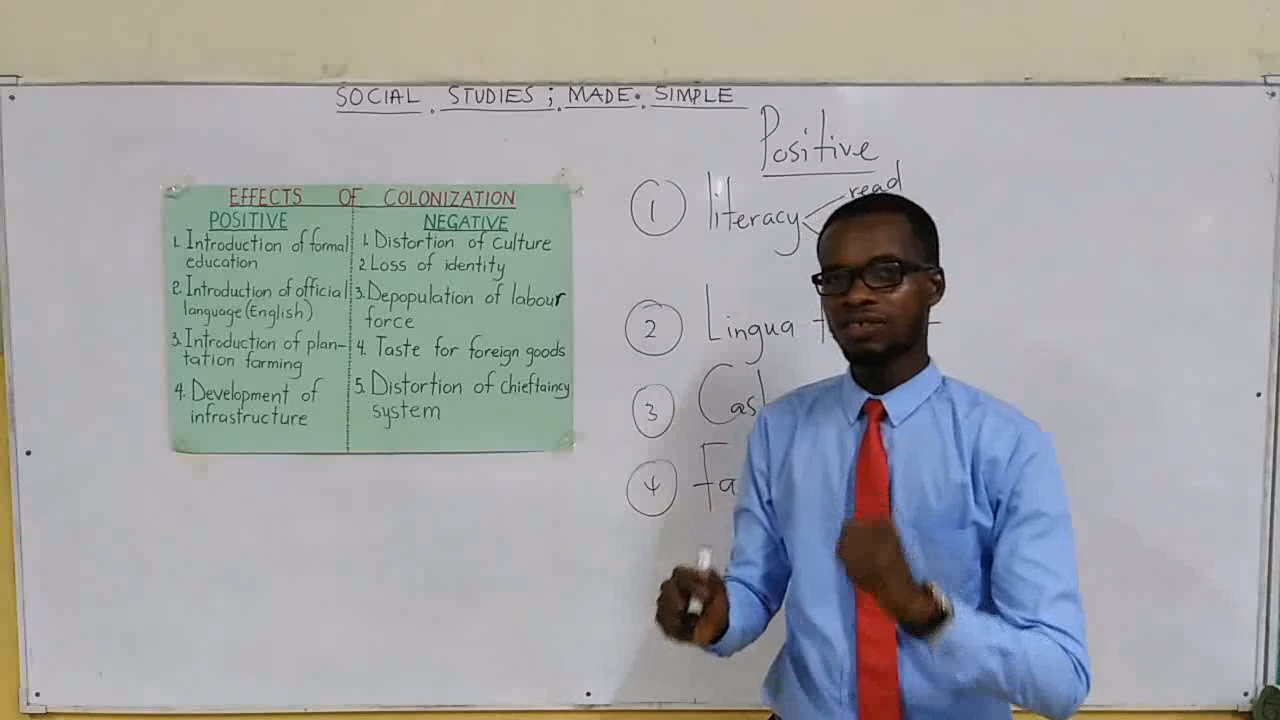 SOCIAL STUDIES; MADE SIMPLE
EFFECTS OF COLONIZATION
POSITIVE
1. Introduction of formal
education
2. Introduction of official
language (English)
3. Introduction of plan-
tation farming
4. Development of
infrastructure
NEGATIVE
1. Distortion of culture
2. Loss of identity
3. Depopulation of labour
force
4. Taste for foreign goods
5. Distortion of chieftaincy
system
Positive
1 literacy read
2 Lingua
3
4